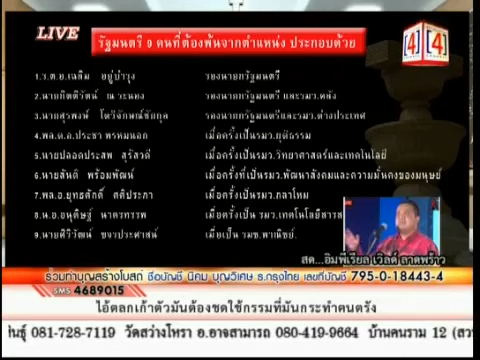 LIVE
รัฐมนตรี 9 คนที่ต้องพ้นจากตำแหน่ง ประกอบด้วย
[4] [4]
1.ร.ต.อ.เฉลิม อยู่บำรุง รองนายกรัฐมนตรี
2.นายกิตติรัตน์ ณ ระนอง รองนายกรัฐมนตรี และรมว.คลัง
3.นายสุรพงษ์ โตวิจักษณ์ชัยกุล รองนายกรัฐมนตรีและรมว.ต่างประเทศ
4.พล.ต.อ.ประชา พรหมนอก เมื่อครั้งเป็นรมว.ยุติธรรม
5.นายปลอดประสพ สุรัสวดี เมื่อครั้งเป็นรมว.วิทยาศาสตร์และเทคโนโลยี
6.นายสันติ พร้อมพัฒน์ เมื่อครั้งที่เป็นรมว.พัฒนาสังคมและความมั่นคงของมนุษย์
7.พล.อ.ยุทธศักดิ์ ศศิประภา เมื่อครั้งเป็นรมว.กลาโหม
8.น.อ.อนุดิษฐ์ นาครทรรพ เมื่อครั้งเป็น รมว.เทคโนโลยีสารส
9.นายศิริวัฒน์ ขจรประศาสน์ เมื่อเป็น รมช.พาณิชย์.
สด...อิมพีเรียล เวิลด์ ลาดพร้าว
ร่วมทำบุญสร้างโบสถ์ ชื่อบัญชี นิคม บุญวิเศษ ธ.กรุงไทย เลขที่บัญชี 795-0-18443-4
SMS 4689015
ไอ้ตลกเก้าตัวมันต้องชดใช้กรรมที่มันกระทำคนตรัง
พันธุ์ 081-728-7119 วัดสว่างโหรา อ.อาจสามารถ 080-419-9664 บ้านคนราม 12 (สว